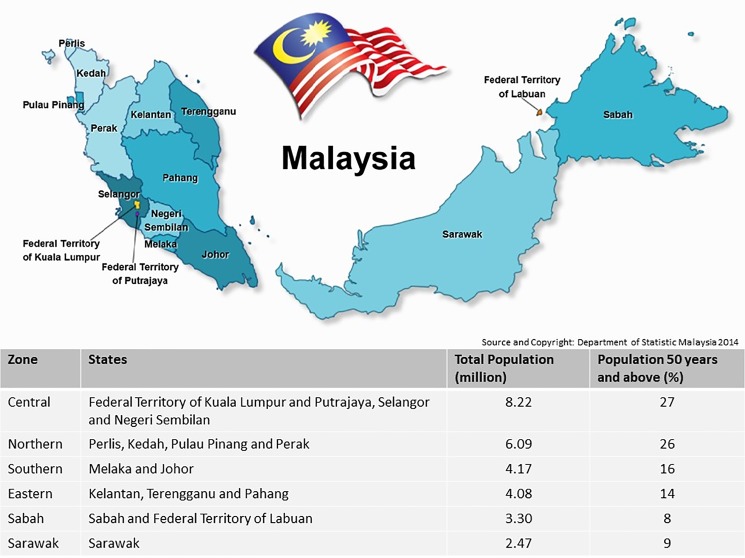 Perlis
Kedah
Pulau Pinang
Perak
Kelantan
Terengganu
Pahang
Selangor
Negeri
Sembilan
Melaka
Johor
Federal Territory
of Kuala Lumpur
Federal Territory
of Putrajaya
Malaysia
Federal Territory
of Labuan
Sabah
Sarawak
Source and Copyright: Department of Statistic Malaysia 2014
Zone States Total Population (million) Population 50 years and above (%)
Central Federal Territory of Kuala Lumpur and Putrajaya, Selangor and Negeri Sembilan 8.22 27
Northern Perlis, Kedah, Pulau Pinang and Perak 6.09 26
Southern Melaka and Johor 4.17 16
Eastern Kelantan, Terengganu and Pahang 4.08 14
Sabah Sabah and Federal Territory of Labuan 3.30 8
Sarawak Sarawak 2.47 9